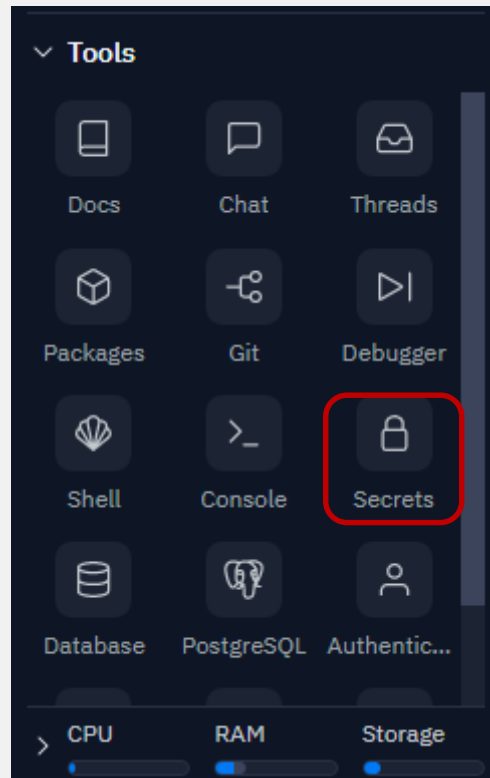 Tools
Docs Chat Threads
Packages Git Debugger
Shell Console Secrets
Database PostgreSQL Authentic...
CPU RAM Storage